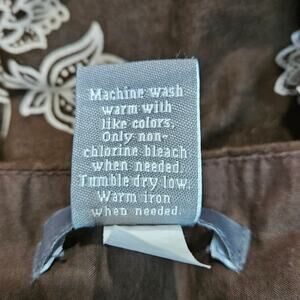 Machine wash
warm with
like colors.
Only non-
chlorine bleach
when needed.
Tumble dry low.
Warm iron
when needed.